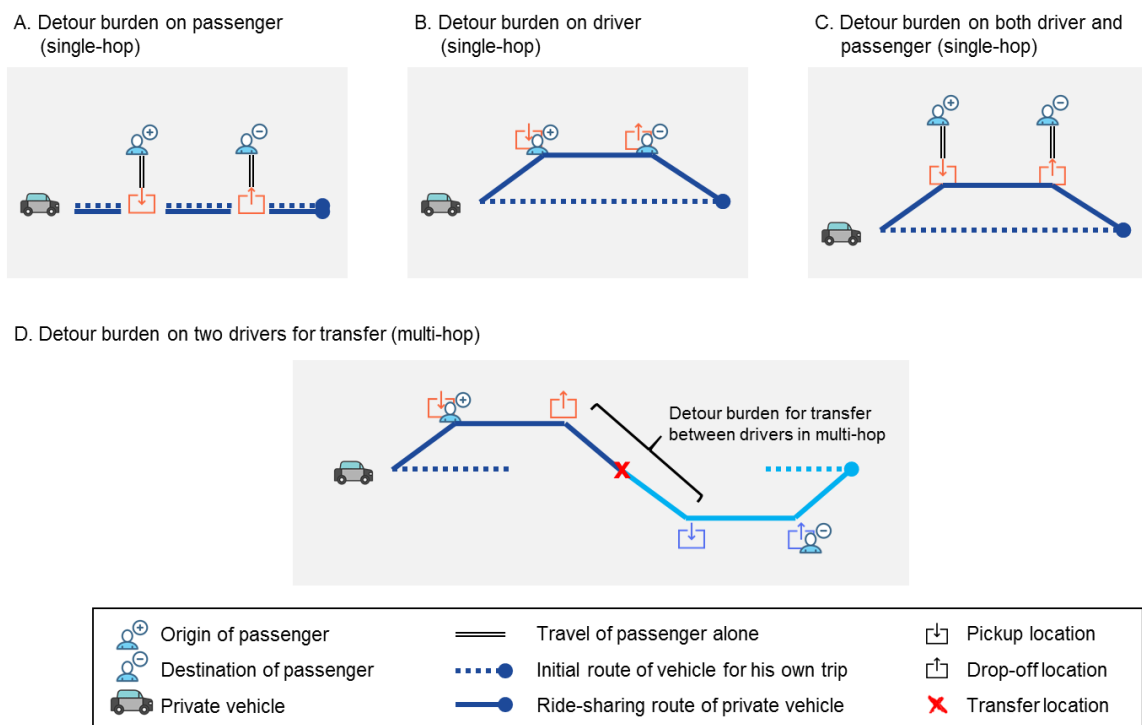 A. Detour burden on passenger
(single-hop)
B. Detour burden on driver
(single-hop)
C. Detour burden on both driver and
passenger (single-hop)
D. Detour burden on two drivers for transfer (multi-hop)
Detour burden for transfer
between drivers in multi-hop
X
Origin of passenger
Travel of passenger alone
Pickup location
Destination of passenger
Initial route of vehicle for his own trip
Drop-off location
Private vehicle
Ride-sharing route of private vehicle
X
Transfer location